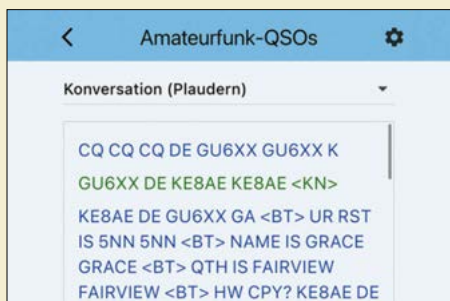 Amateurfunk-QSOs
Konversation (Plaudern)
CQ CQ CQ DE GU6XX GU6XX K
GU6XX DE KE8AE KE8AE <KN>
KE8AE DE GU6XX GA <BT> UR RST
IS 5NN 5NN <BT> NAME IS GRACE
GRACE <BT> QTH IS FAIRVIEW
FAIRVIEW <BT> HW CPY? KE8AE DE